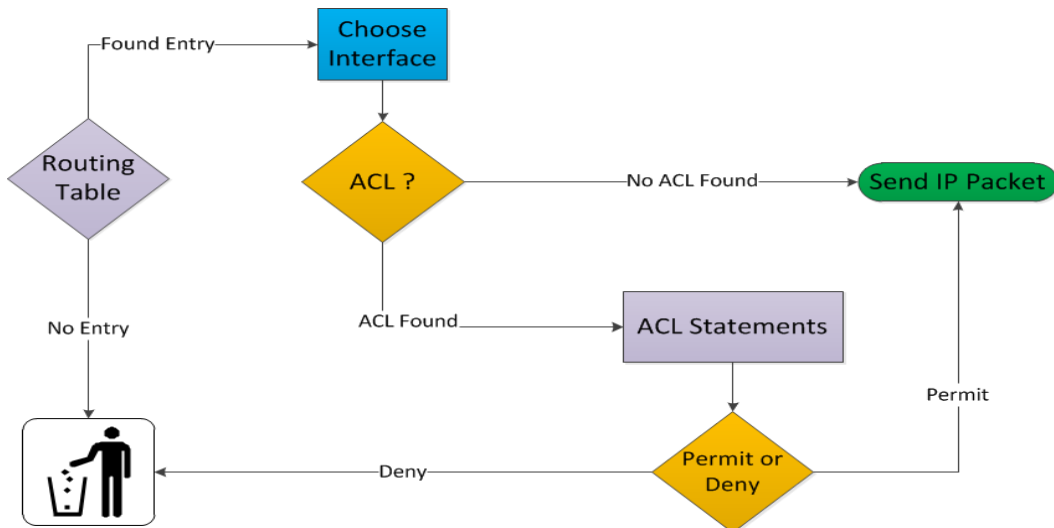 Found Entry
Choose
Interface
Routing
Table
ACL ?
No ACL Found
Send IP Packet
No Entry
ACL Found
ACL Statements
Permit
Deny
Permit or
Deny